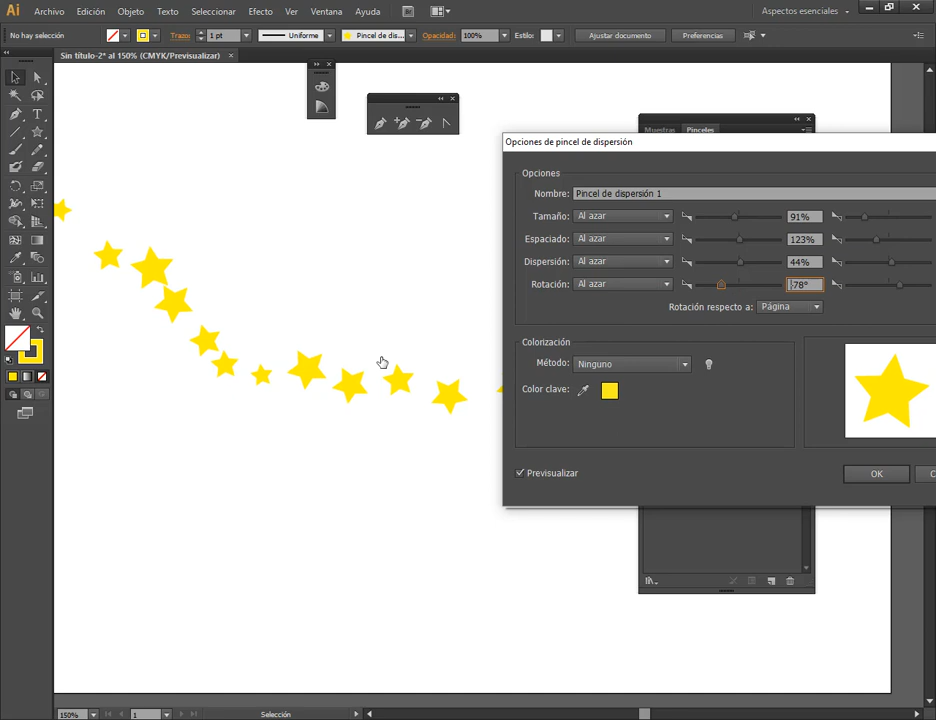 Ai Archivo Edición Objeto Texto Seleccionar Efecto Ver Ventana Ayuda Br Aspectos esenciales
No hay selección Trazo: 1 pt Uniforme Pincel de dis... Opacidad: 100% Estilo: Ajustar documento Preferencias
Sin título-2* al 150% (CMYK/Previsualizar)
Muestras Pinceles
Opciones de pincel de dispersión
Opciones
Nombre: Pincel de dispersión 1
Tamaño: Al azar 91%
Espaciado: Al azar 123%
Dispersión: Al azar 44%
Rotación: Al azar -78°
Rotación respecto a: Página
Colorización
Método: Ninguno
Color clave:
Previsualizar
OK
C
150% 1 Selección